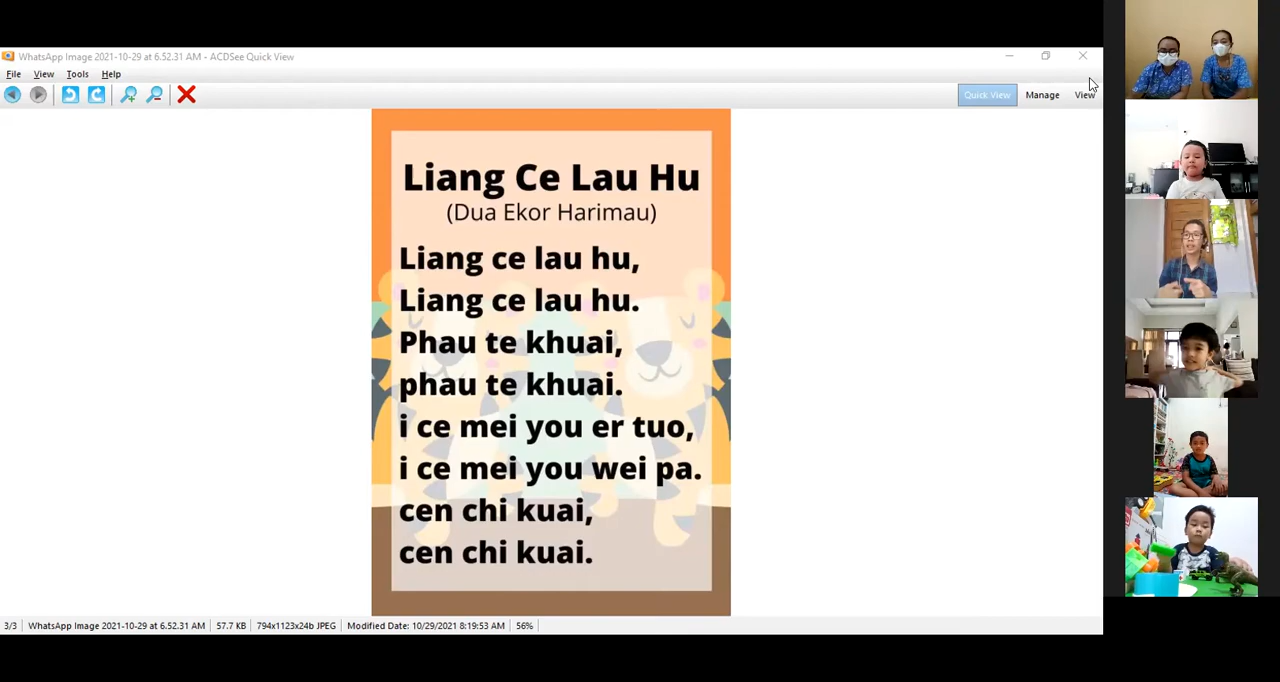 WhatsApp Image 2021-10-29 at 6.52.31 AM - ACDSee Quick View
File View Tools Help
Quick View Manage View
Liang Ce Lau Hu
(Dua Ekor Harimau)
Liang ce lau hu,
Liang ce lau hu.
Phau te khuai,
phau te khuai.
i ce mei you er tuo,
i ce mei you wei pa.
cen chi kuai,
cen chi kuai.
3/3 WhatsApp Image 2021-10-29 at 6.52.31 AM 57.7 KB 794x1123x24b JPEG Modified Date: 10/29/2021 8:19:53 AM 56%